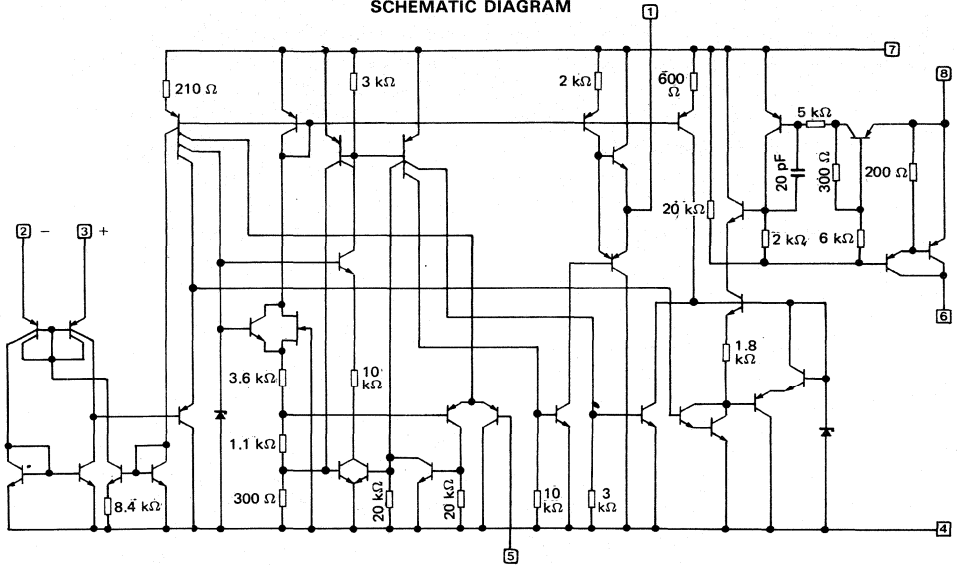 SCHEMATIC DIAGRAM
1
7
210 Ω
3 kΩ
2 kΩ
600
Ω
8
5 kΩ
20 pF
300 Ω
200 Ω
2 − 3 +
20 kΩ
2 kΩ
6 kΩ
6
3.6 kΩ
10
kΩ
1.8
kΩ
1.1 kΩ
300 Ω
8.4 kΩ
20 kΩ
20 kΩ
10
kΩ
3
kΩ
4
5